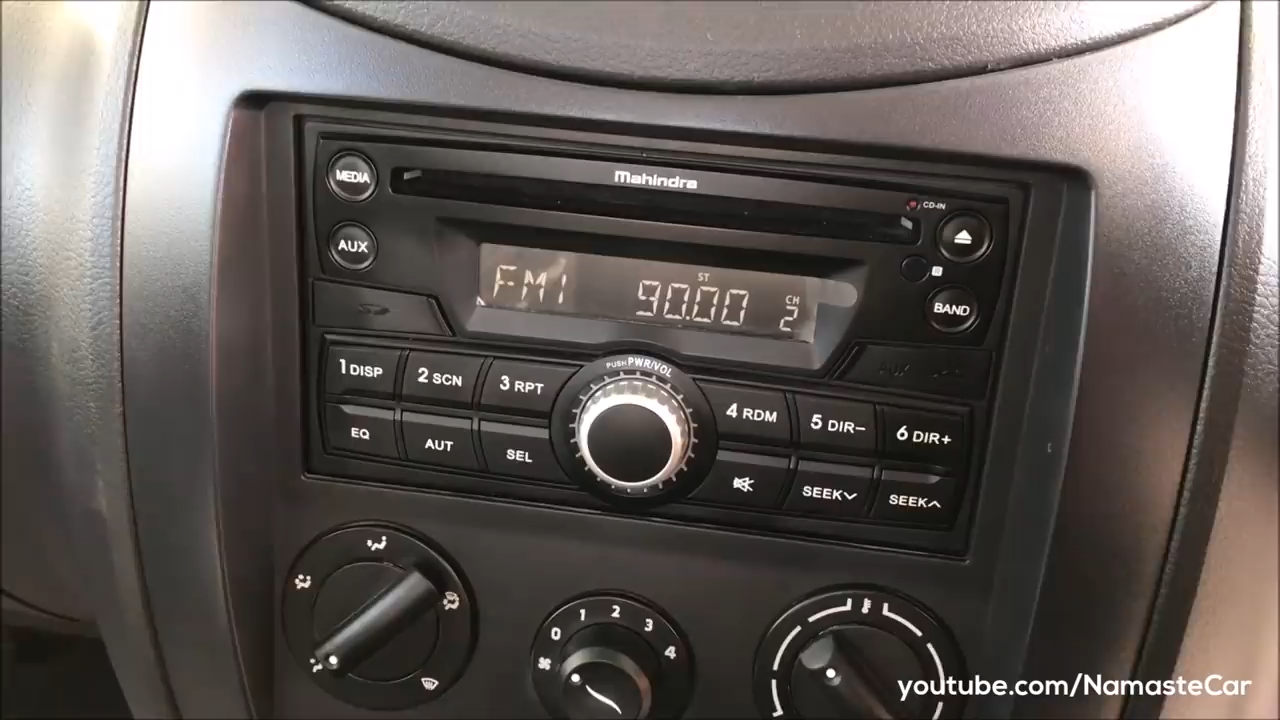 Mahindra
MEDIA
CD-IN
AUX
FM1 ST 90.00 CH 2
BAND
PUSH PWR/VOL
1 DISP 2 SCN 3 RPT 4 RDM 5 DIR- 6 DIR+
EQ AUT SEL SEEK SEEK
0 1 2 3 4
youtube.com/NamasteCar